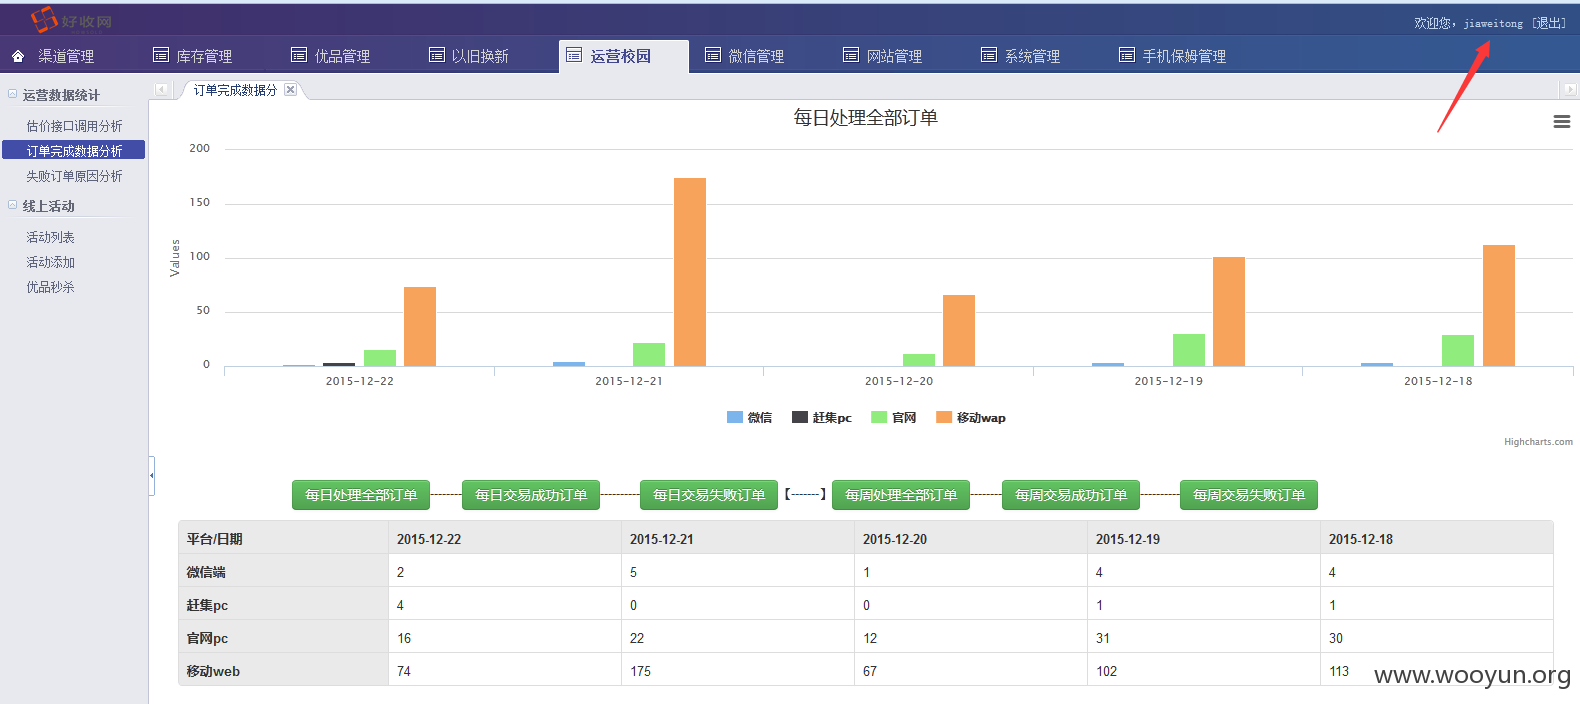 好收网
欢迎您，jiaweitong [退出]
渠道管理 库存管理 优品管理 以旧换新 运营校园 微信管理 网站管理 系统管理 手机保姆管理
运营数据统计
估价接口调用分析
订单完成数据分析
失败订单原因分析
线上活动
活动列表
活动添加
优品秒杀
订单完成数据分
每日处理全部订单
Values
200
150
100
50
0
2015-12-22 2015-12-21 2015-12-20 2015-12-19 2015-12-18
微信 赶集pc 官网 移动wap
Highcharts.com
每日处理全部订单--------每日交易成功订单----------每日交易失败订单【-------】每周处理全部订单--------每周交易成功订单----------每周交易失败订单
平台/日期 2015-12-22 2015-12-21 2015-12-20 2015-12-19 2015-12-18
微信端 2 5 1 4 4
赶集pc 4 0 0 1 1
官网pc 16 22 12 31 30
移动web 74 175 67 102 113
www.wooyun.org